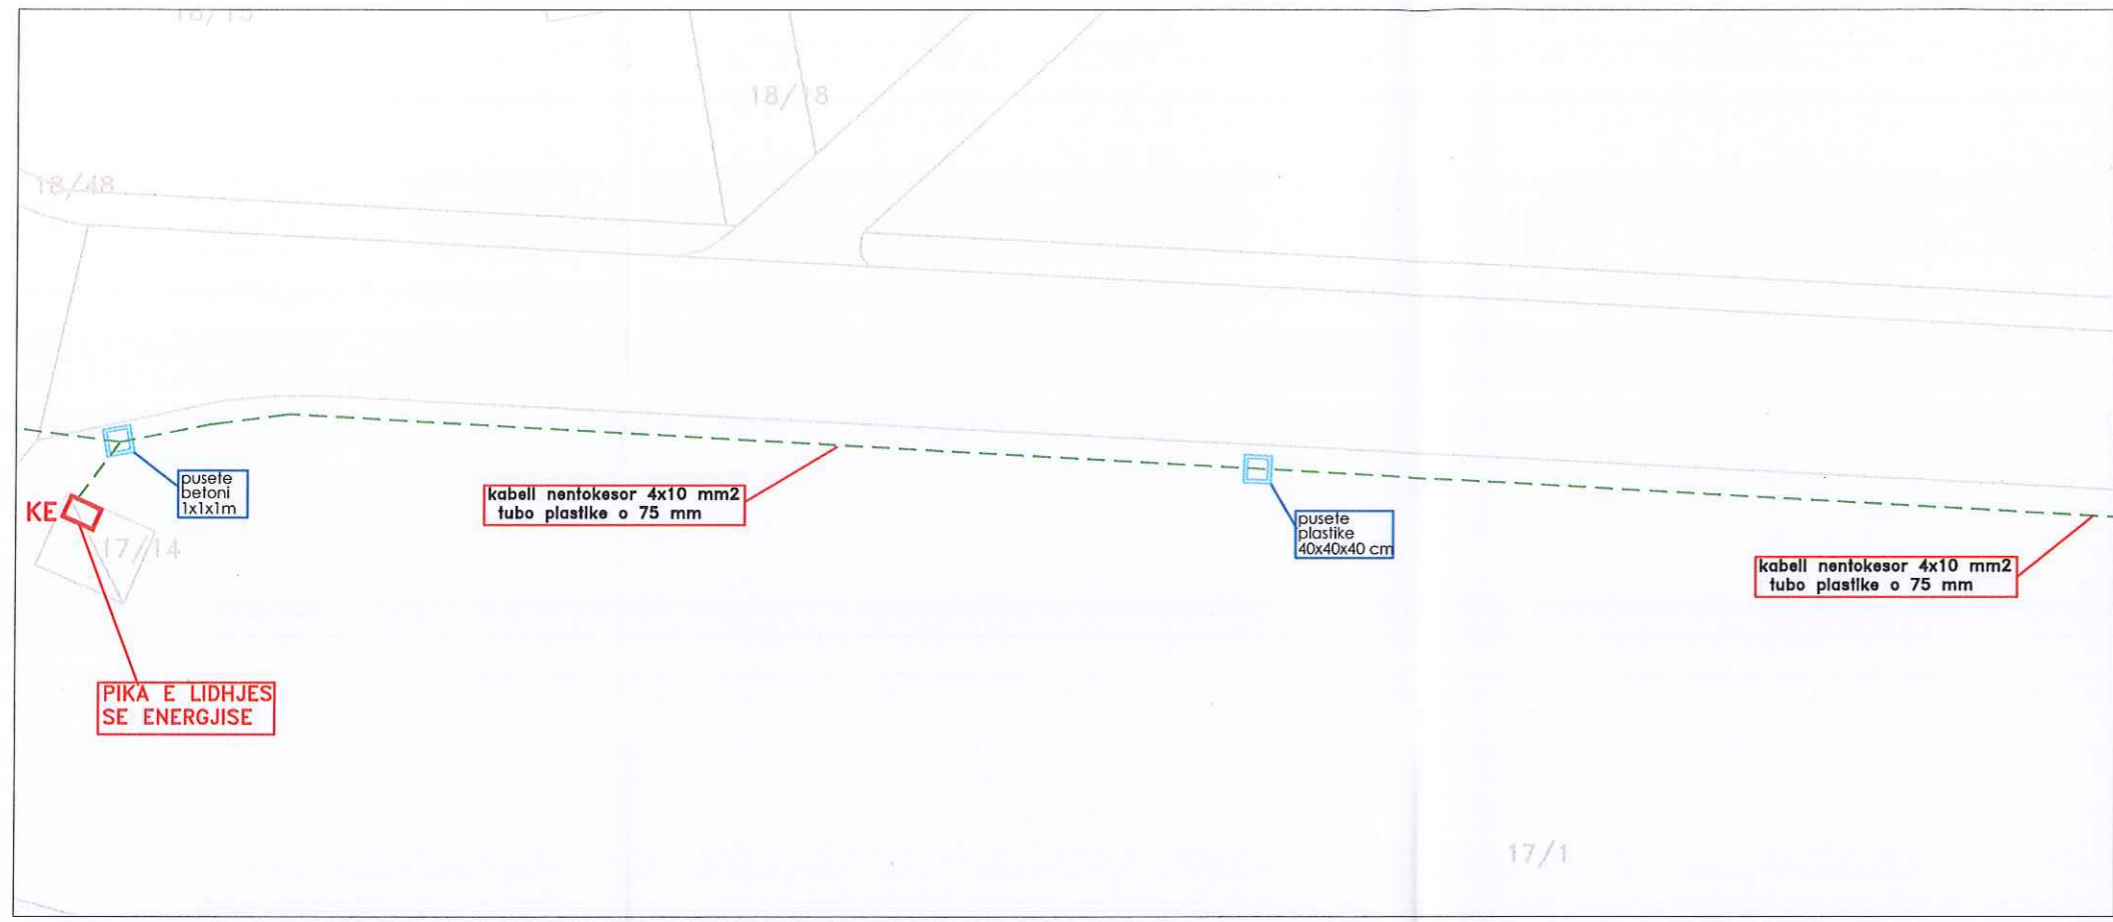 18/18
18/48
pusete
betoni
1x1x1m
KE
17/14
kabell nentokesor 4x10 mm2
tubo plastike o 75 mm
pusete
plastike
40x40x40 cm
kabell nentokesor 4x10 mm2
tubo plastike o 75 mm
PIKA E LIDHJES
SE ENERGJISE
17/1